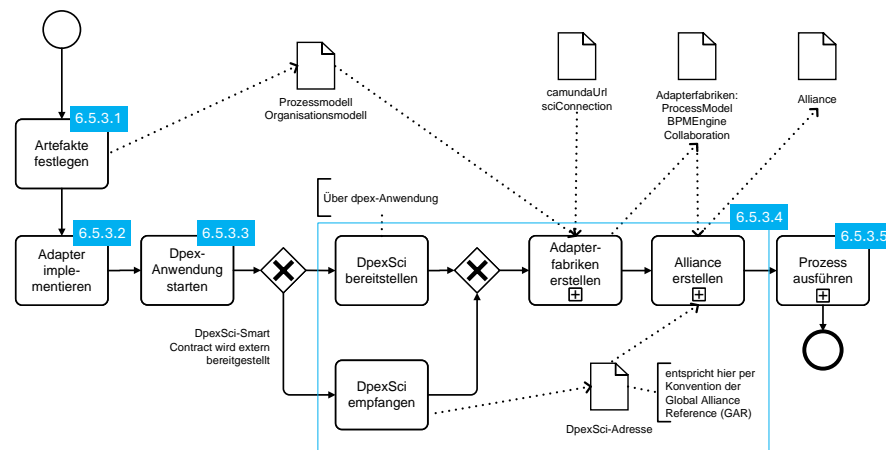 6.5.3.1
Artefakte
festlegen
Prozessmodell
Organisationsmodell
camundaUrl
sciConnection
Adapterfabriken:
ProcessModel
BPMEngine
Collaboration
Alliance
Über dpex-Anwendung
6.5.3.2
Adapter
imple-
mentieren
6.5.3.3
Dpex-
Anwendung
starten
DpexSci
bereitstellen
Adapter-
fabriken
erstellen
6.5.3.4
Alliance
erstellen
6.5.3.5
Prozess
ausführen
DpexSci-Smart
Contract wird extern
bereitgestellt
DpexSci
empfangen
DpexSci-Adresse
entspricht hier per
Konvention der
Global Alliance
Reference (GAR)